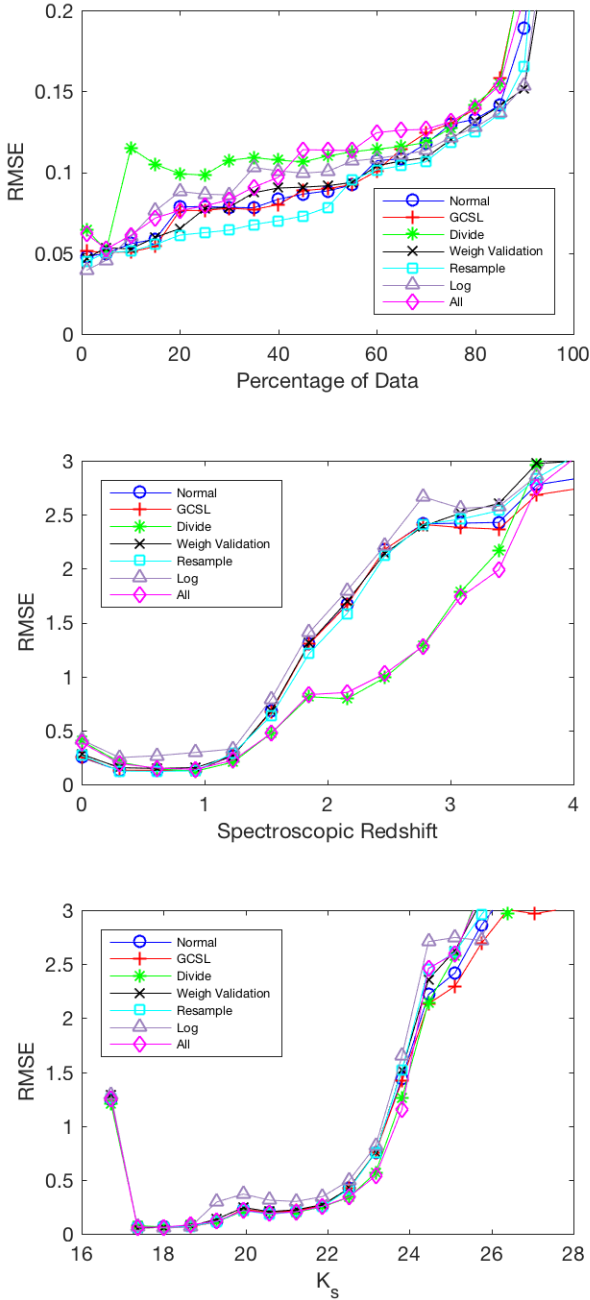 0.2
0.15
0.1
0.05
0
RMSE
Normal
GCSL
Divide
Weigh Validation
Resample
Log
All
0 20 40 60 80 100
Percentage of Data
3
2.5
2
1.5
1
0.5
0
RMSE
Normal
GCSL
Divide
Weigh Validation
Resample
Log
All
0 1 2 3 4
Spectroscopic Redshift
3
2.5
2
1.5
1
0.5
0
RMSE
Normal
GCSL
Divide
Weigh Validation
Resample
Log
All
16 18 20 22 24 26 28
K_s